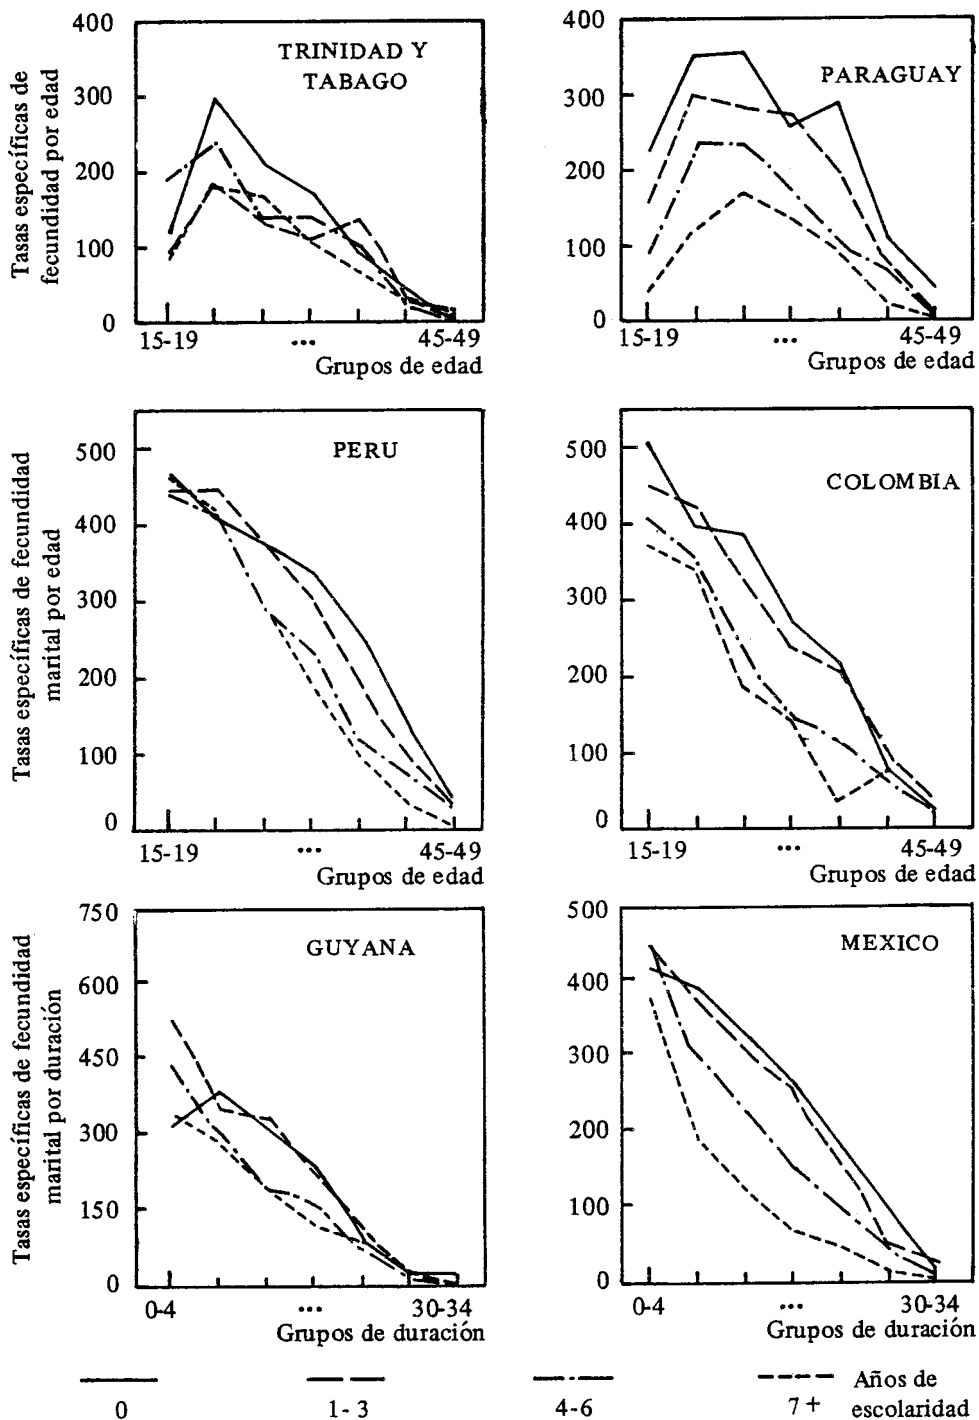 Tasas específicas de
fecundidad por edad
400
300
200
100
0
TRINIDAD Y
TABAGO
15-19
...
45-49
Grupos de edad
400
300
200
100
0
PARAGUAY
15-19
...
45-49
Grupos de edad
Tasas específicas de fecundidad
marital por edad
500
400
300
200
100
0
PERU
15-19
...
45-49
Grupos de edad
500
400
300
200
100
0
COLOMBIA
15-19
...
45-49
Grupos de edad
Tasas específicas de fecundidad
marital por duración
750
600
450
300
150
0
GUYANA
0-4
...
30-34
Grupos de duración
500
400
300
200
100
0
MEXICO
0-4
...
30-34
Grupos de duración
0
1-3
4-6
7+
Años de
escolaridad